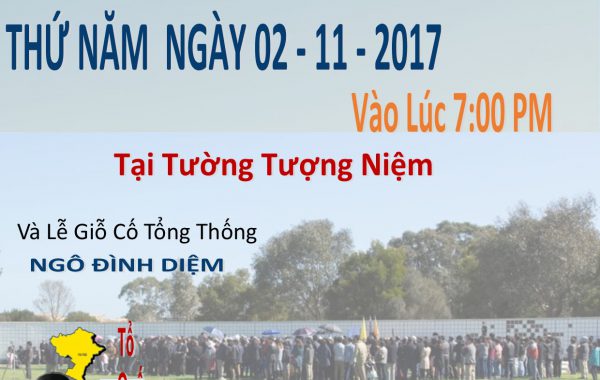 THỨ NĂM NGÀY 02 - 11 - 2017
Vào Lúc 7:00 PM
Tại Tường Tượng Niệm
Và Lễ Giỗ Cố Tổng Thống
NGÔ ĐÌNH DIỆM
Tổ